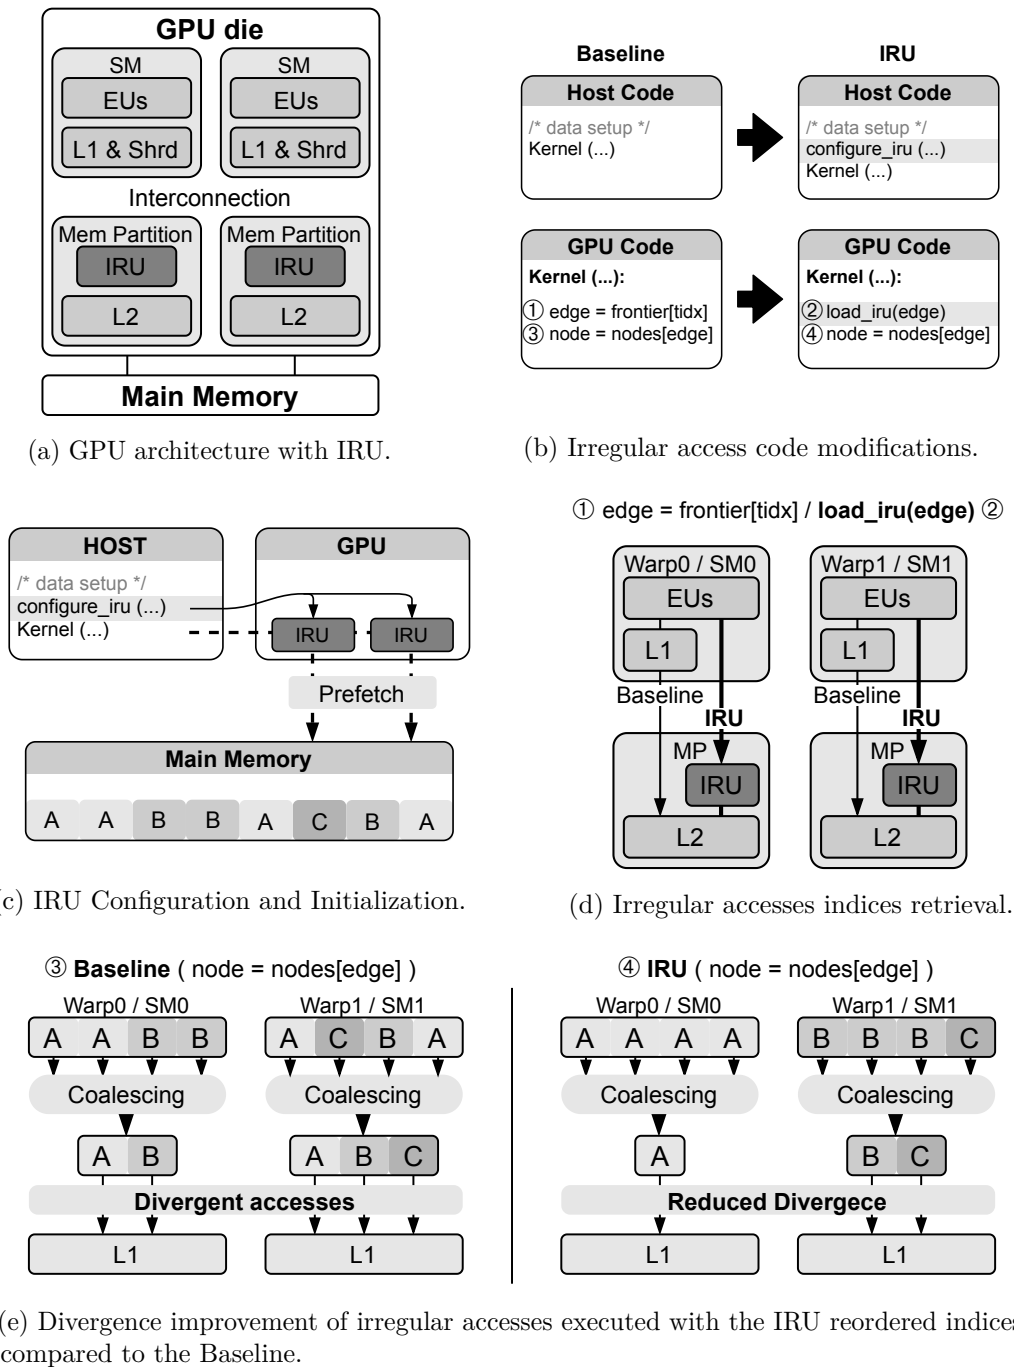 GPU die
SM SM
EUs EUs
L1 & Shrd L1 & Shrd
Interconnection
Mem Partition Mem Partition
IRU IRU
L2 L2
Main Memory
(a) GPU architecture with IRU.
Baseline IRU
Host Code Host Code
/* data setup */ /* data setup */
Kernel (...) configure_iru (...)
Kernel (...)
GPU Code GPU Code
Kernel (...): Kernel (...):
① edge = frontier[tidx] ② load_iru(edge)
③ node = nodes[edge] ④ node = nodes[edge]
(b) Irregular access code modifications.
HOST GPU
/* data setup */
configure_iru (...)
Kernel (...) IRU IRU
Prefetch
Main Memory
A A B B A C B A
(c) IRU Configuration and Initialization.
① edge = frontier[tidx] / load_iru(edge) ②
Warp0 / SM0 Warp1 / SM1
EUs EUs
L1 L1
Baseline Baseline
IRU IRU
MP MP
IRU IRU
L2 L2
(d) Irregular accesses indices retrieval.
③ Baseline ( node = nodes[edge] ) ④ IRU ( node = nodes[edge] )
Warp0 / SM0 Warp1 / SM1 Warp0 / SM0 Warp1 / SM1
A A B B A C B A A A A A B B B C
Coalescing Coalescing Coalescing Coalescing
A B A B C A B C
Divergent accesses Reduced Divergece
L1 L1 L1 L1
(e) Divergence improvement of irregular accesses executed with the IRU reordered indices
compared to the Baseline.